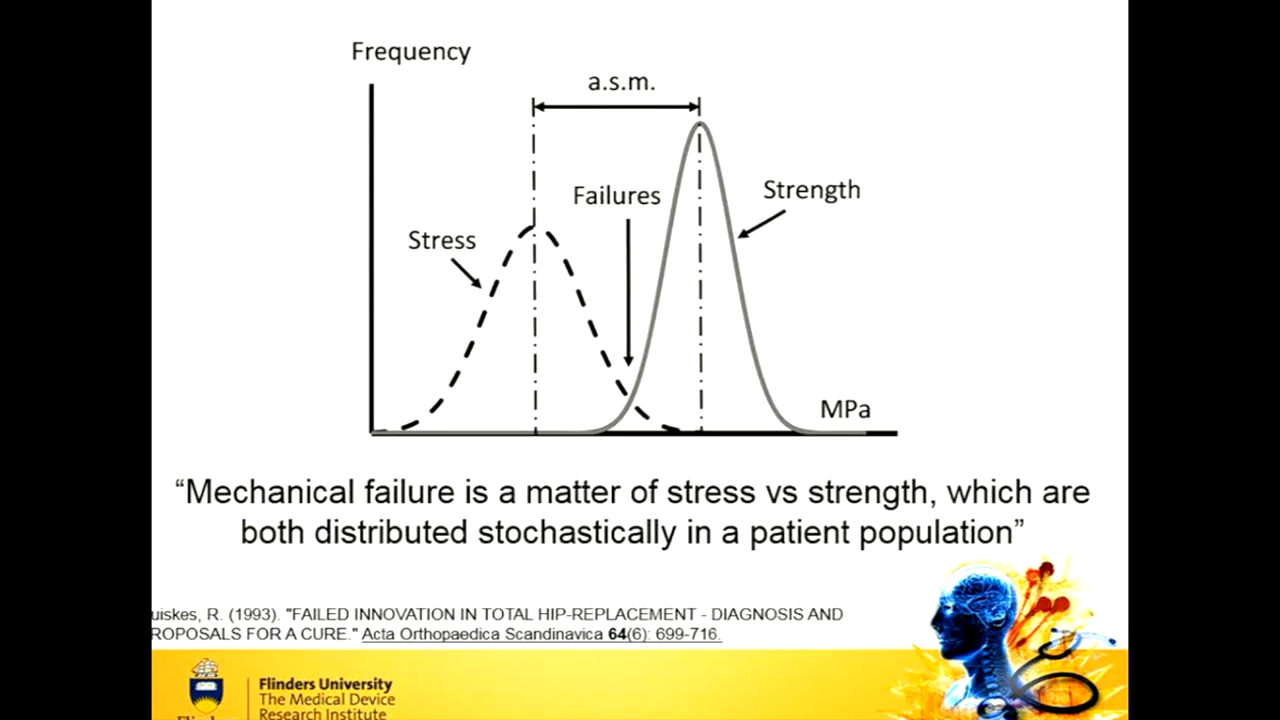 Frequency
a.s.m.
Failures
Strength
Stress
MPa
“Mechanical failure is a matter of stress vs strength, which are
both distributed stochastically in a patient population”
uiskes, R. (1993). "FAILED INNOVATION IN TOTAL HIP-REPLACEMENT - DIAGNOSIS AND
ROPOSALS FOR A CURE." Acta Orthopaedica Scandinavica 64(6): 699-716.
Flinders University
The Medical Device
Research Institute